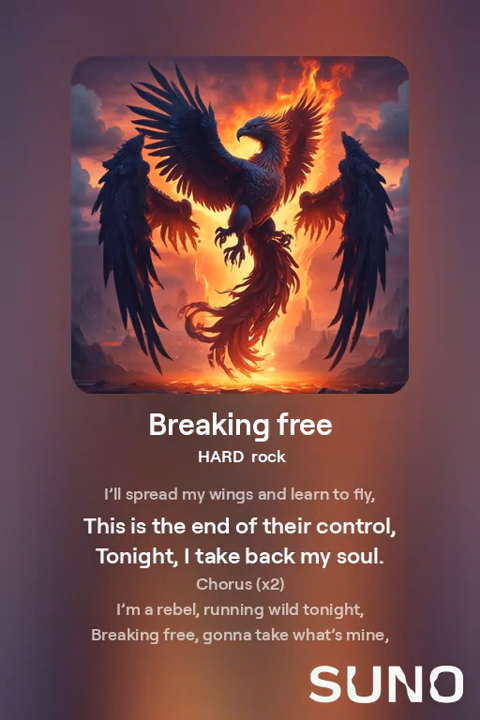 Breaking free
HARD rock
I'll spread my wings and learn to fly,
This is the end of their control,
Tonight, I take back my soul.
Chorus (x2)
I'm a rebel, running wild tonight,
Breaking free, gonna take what's mine,
SUNO